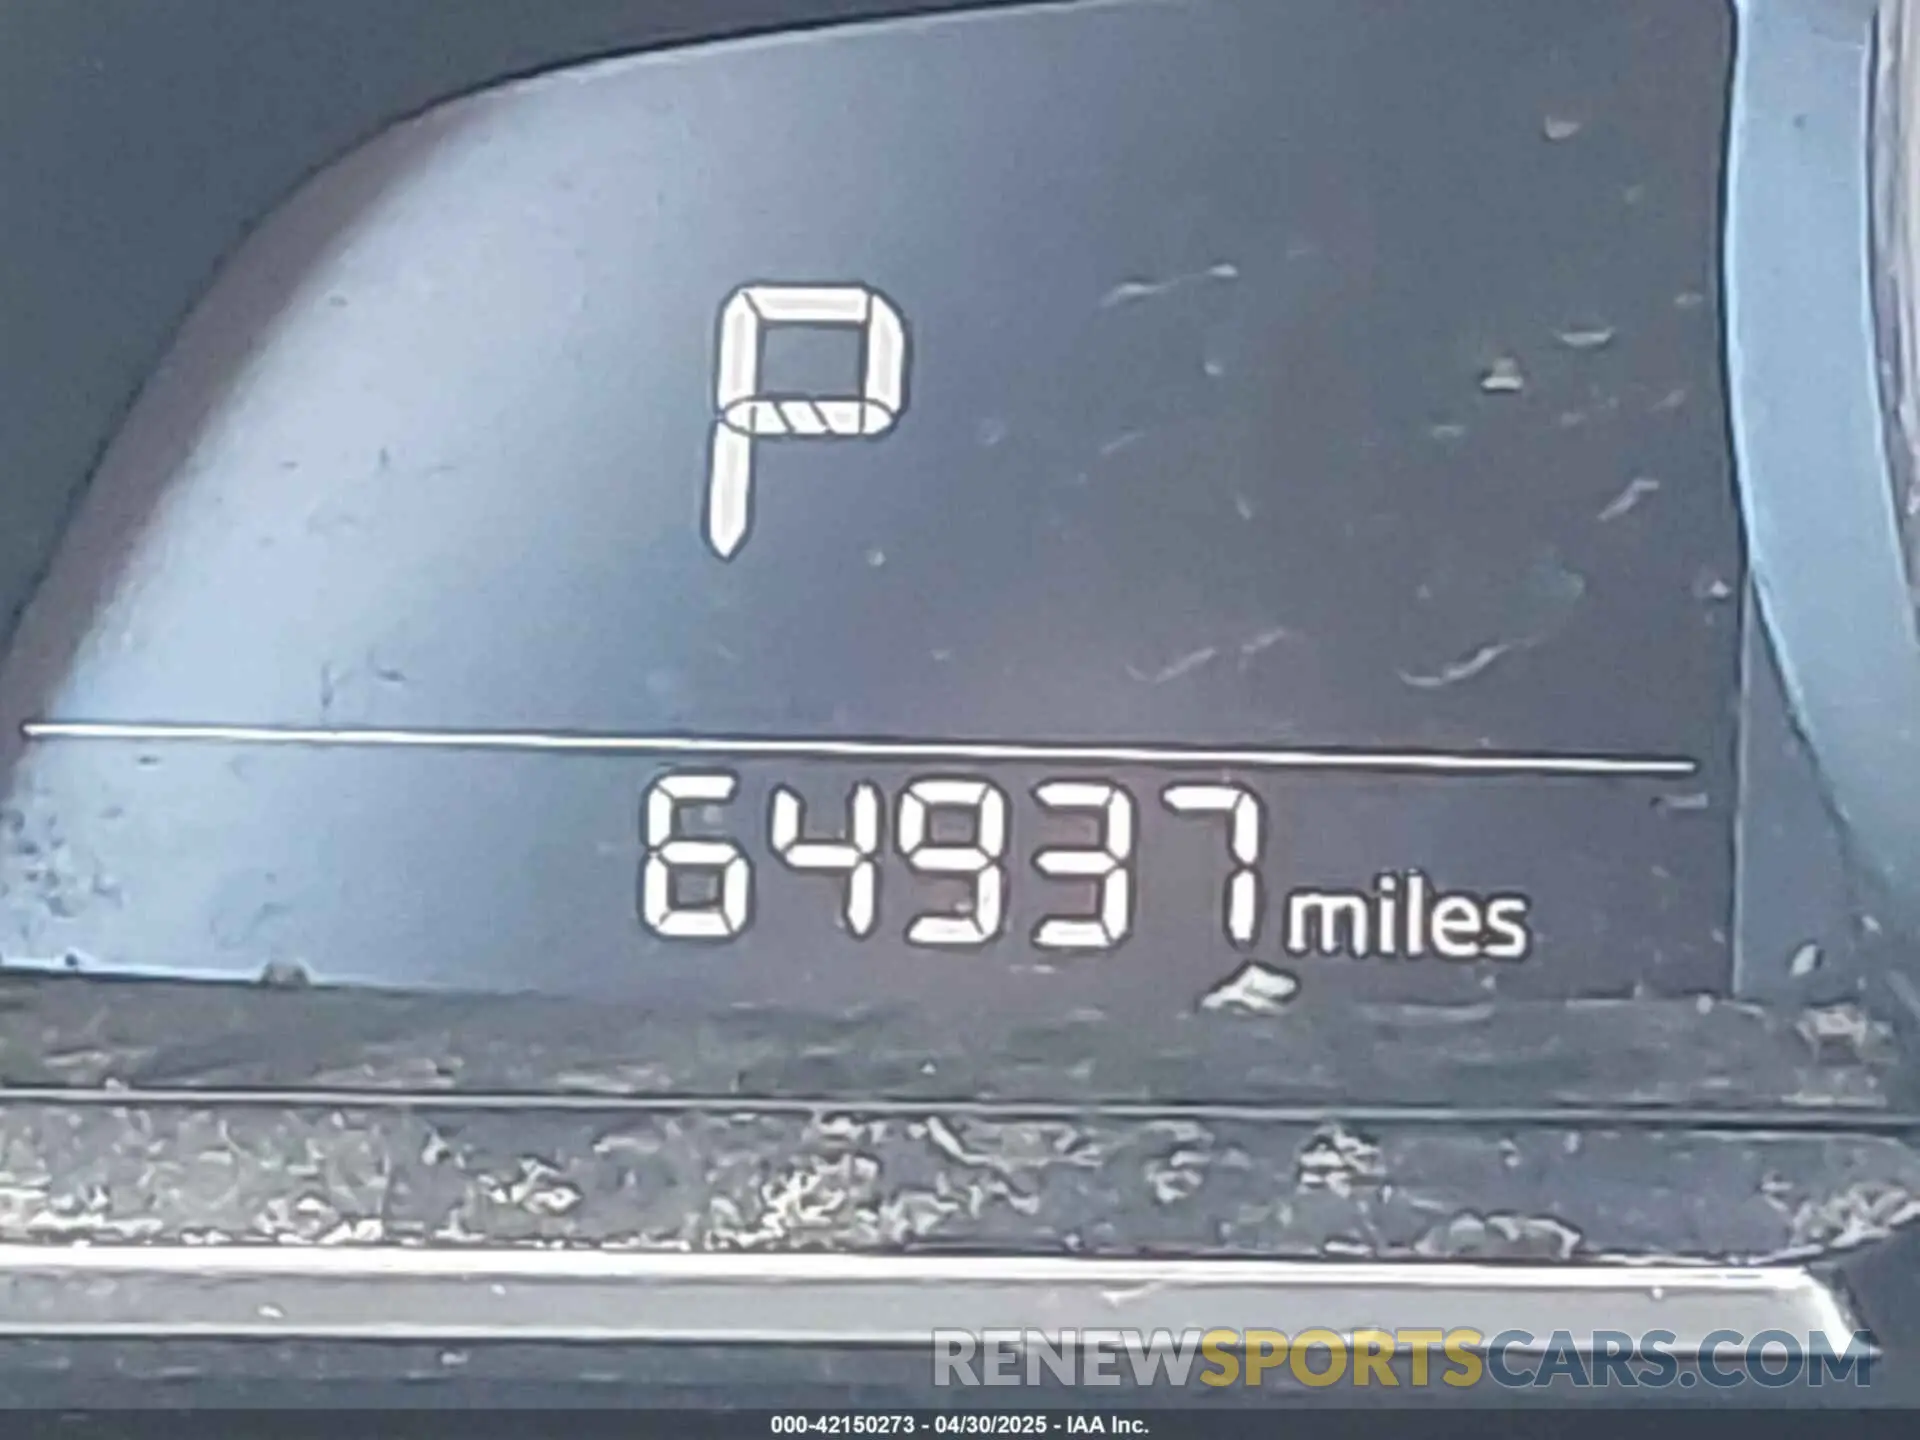 P
64937 miles
RENEWSPORTSCARS.COM
000-42150273 - 04/30/2025 - IAA Inc.